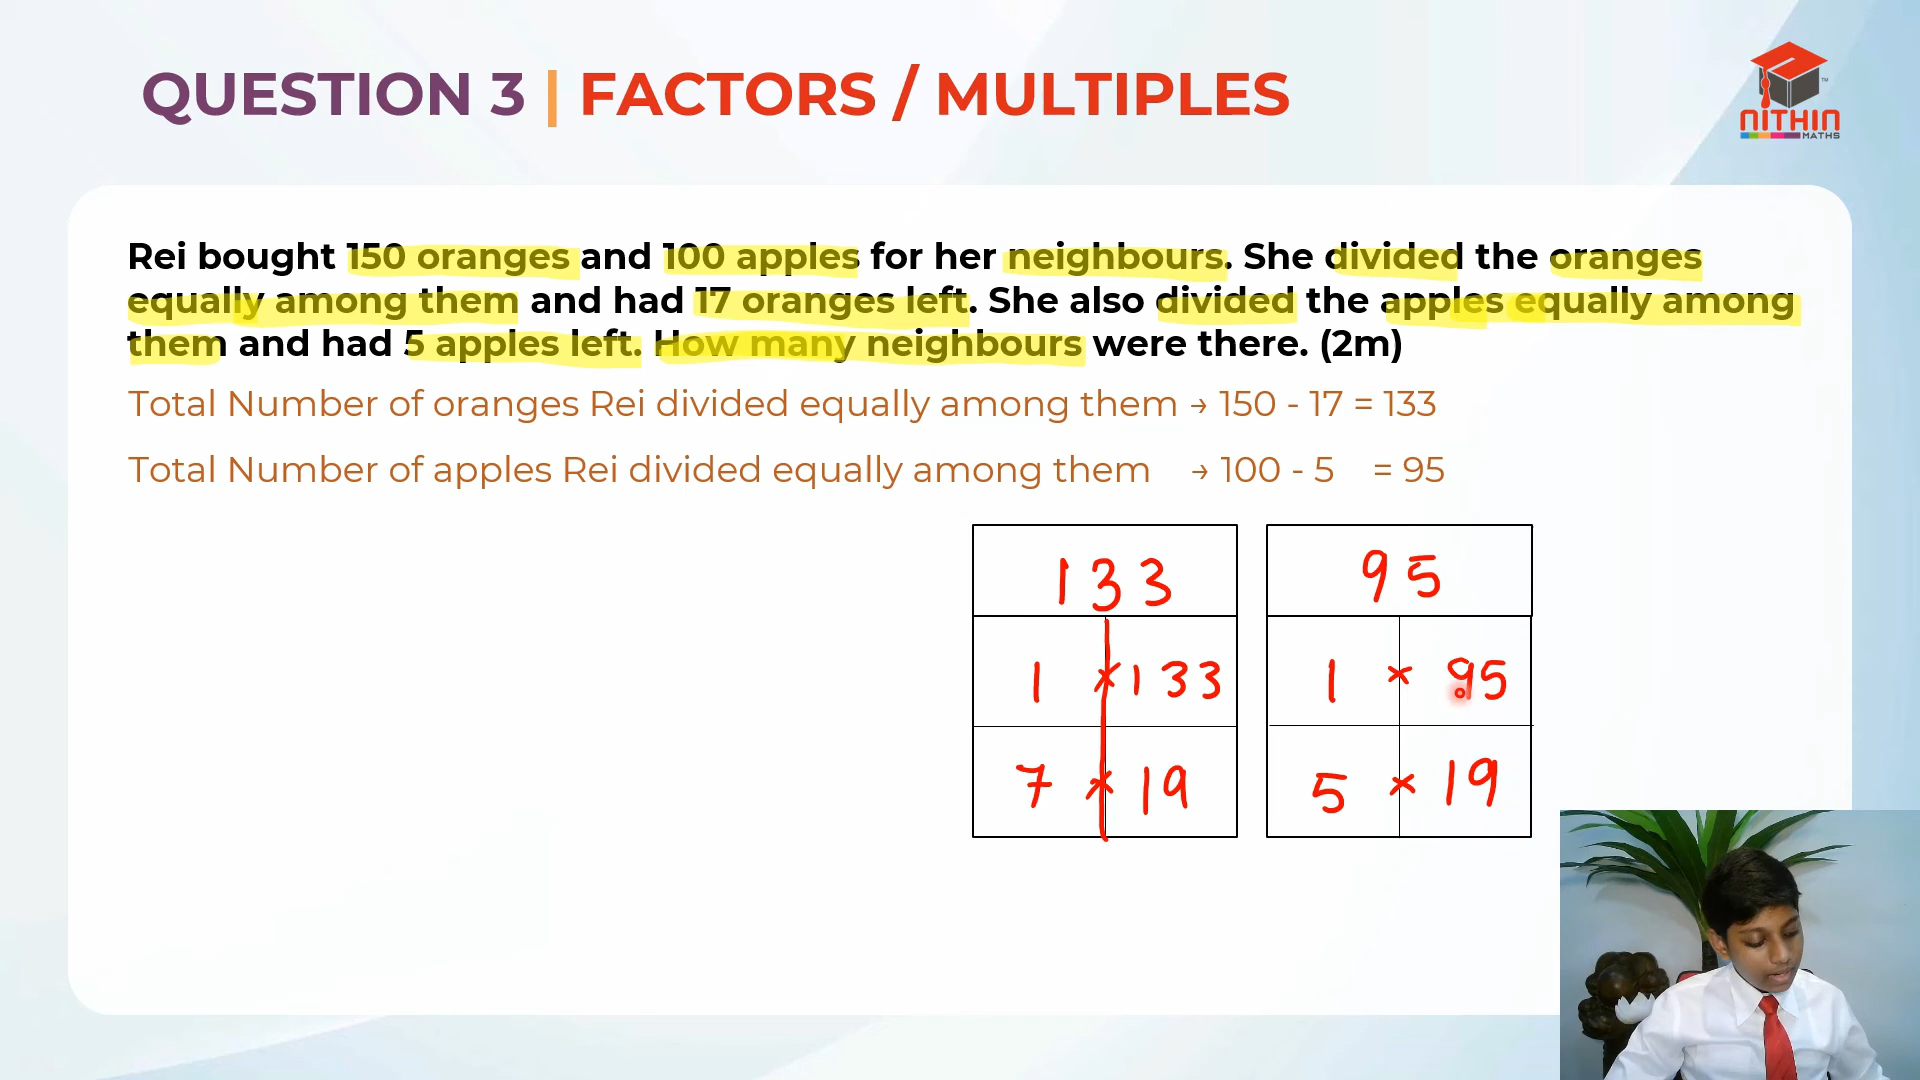 QUESTION 3 | FACTORS / MULTIPLES
NITHIN
MATHS
TM
Rei bought 150 oranges and 100 apples for her neighbours. She divided the oranges
equally among them and had 17 oranges left. She also divided the apples equally among
them and had 5 apples left. How many neighbours were there. (2m)
Total Number of oranges Rei divided equally among them → 150 - 17 = 133
Total Number of apples Rei divided equally among them → 100 - 5 = 95
133
1 × 133
7 × 19
95
1 × 95
5 × 19